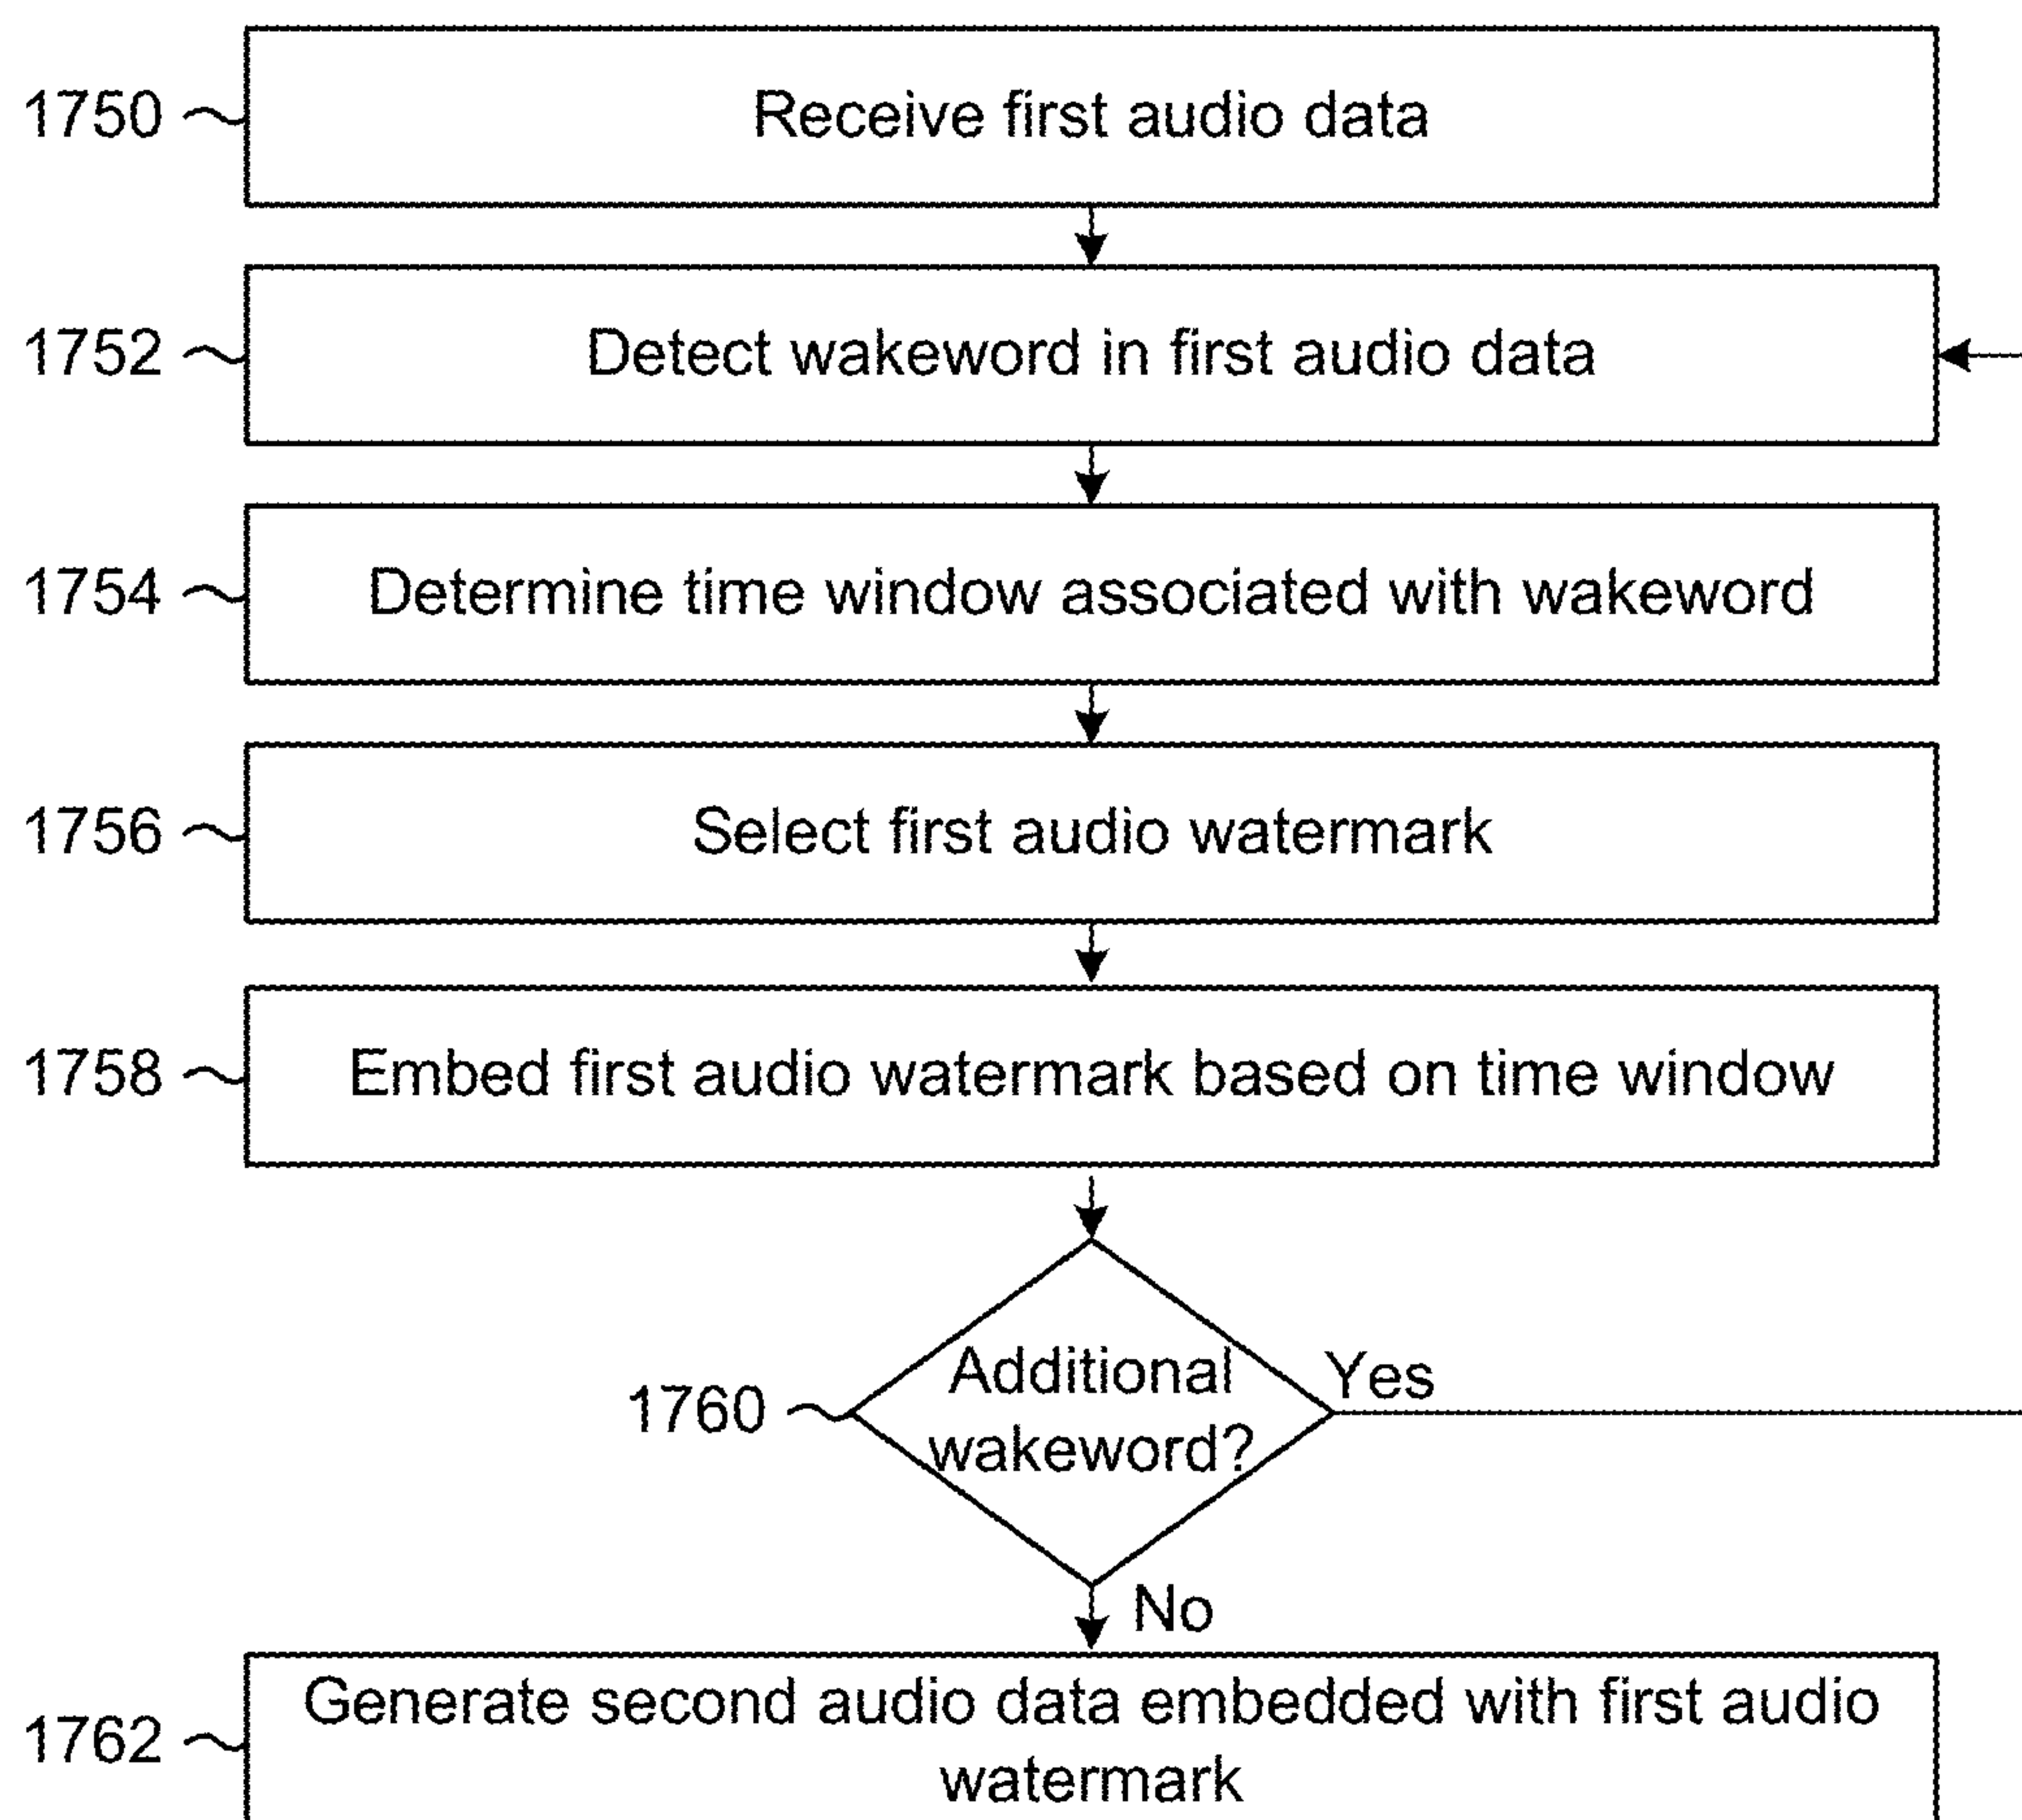 1750
Receive first audio data
1752
Detect wakeword in first audio data
1754
Determine time window associated with wakeword
1756
Select first audio watermark
1758
Embed first audio watermark based on time window
1760
Additional
wakeword?
Yes
No
1762
Generate second audio data embedded with first audio
watermark